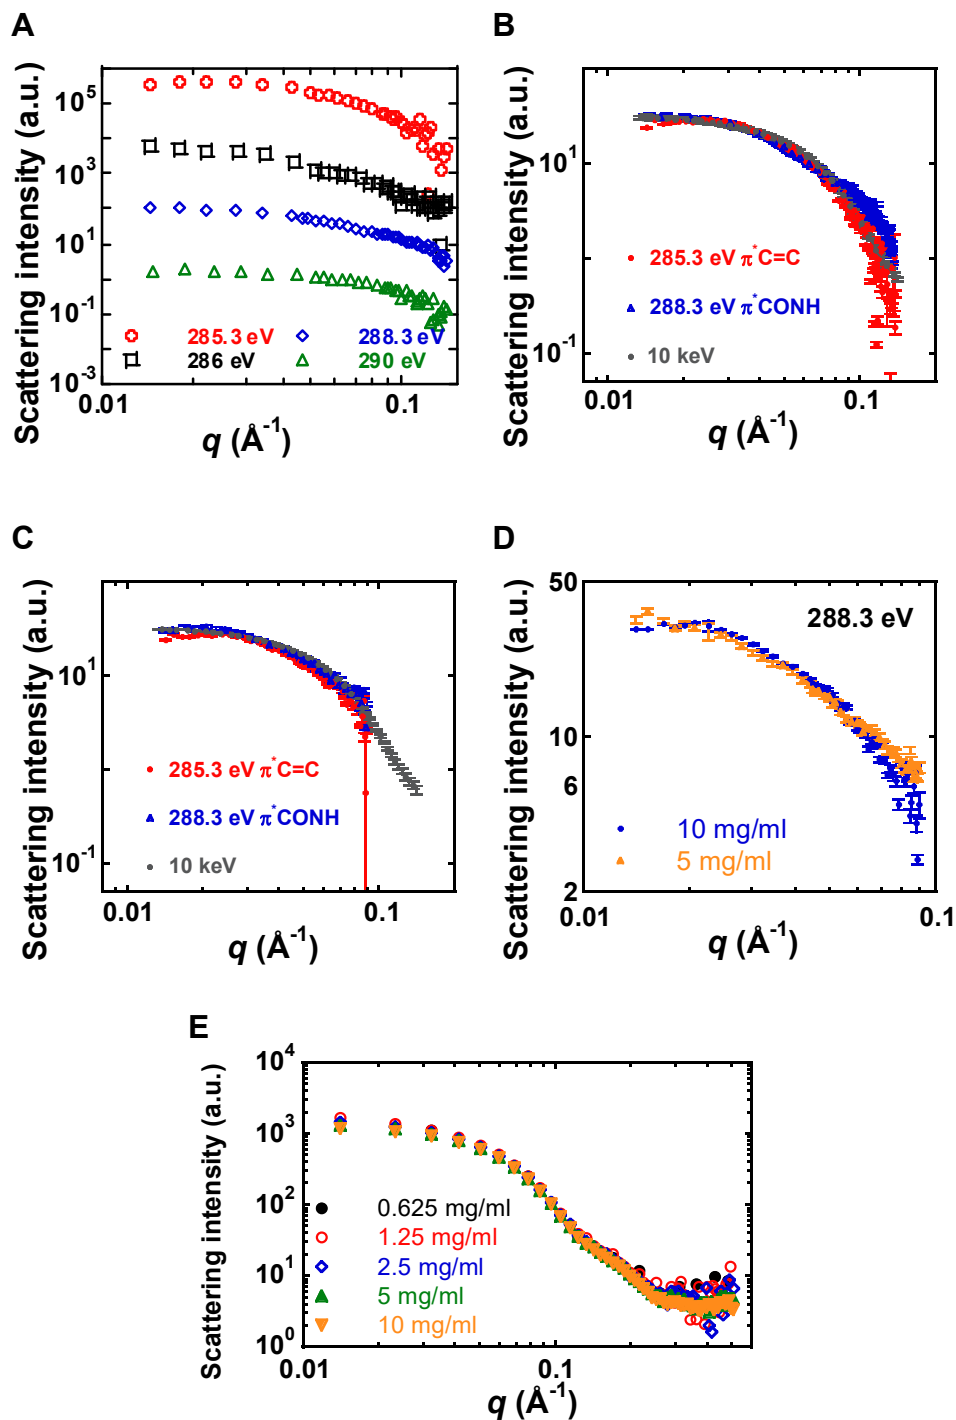 A
Scattering intensity (a.u.)
10^5
10^3
10^1
10^-1
10^-3
285.3 eV
288.3 eV
286 eV
290 eV
0.01
0.1
q (Å^-1)
B
Scattering intensity (a.u.)
10^1
10^-1
285.3 eV π*C=C
288.3 eV π*CONH
10 keV
0.01
0.1
q (Å^-1)
C
Scattering intensity (a.u.)
10^1
10^-1
285.3 eV π*C=C
288.3 eV π*CONH
10 keV
0.01
0.1
q (Å^-1)
D
Scattering intensity (a.u.)
50
10
6
2
288.3 eV
10 mg/ml
5 mg/ml
0.01
0.1
q (Å^-1)
E
Scattering intensity (a.u.)
10^4
10^3
10^2
10^1
10^0
0.625 mg/ml
1.25 mg/ml
2.5 mg/ml
5 mg/ml
10 mg/ml
0.01
0.1
q (Å^-1)